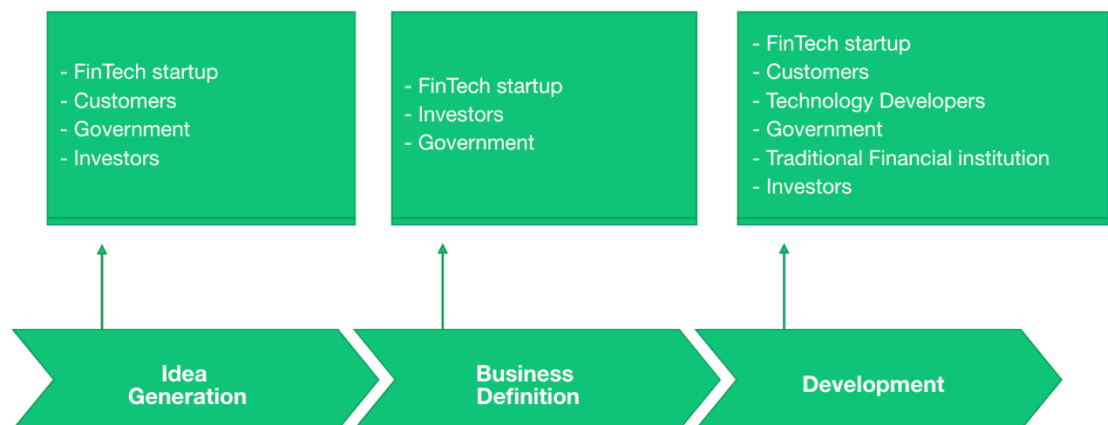 - FinTech startup
- Customers
- Government
- Investors
- FinTech startup
- Investors
- Government
- FinTech startup
- Customers
- Technology Developers
- Government
- Traditional Financial institution
- Investors
Idea
Generation
Business
Definition
Development